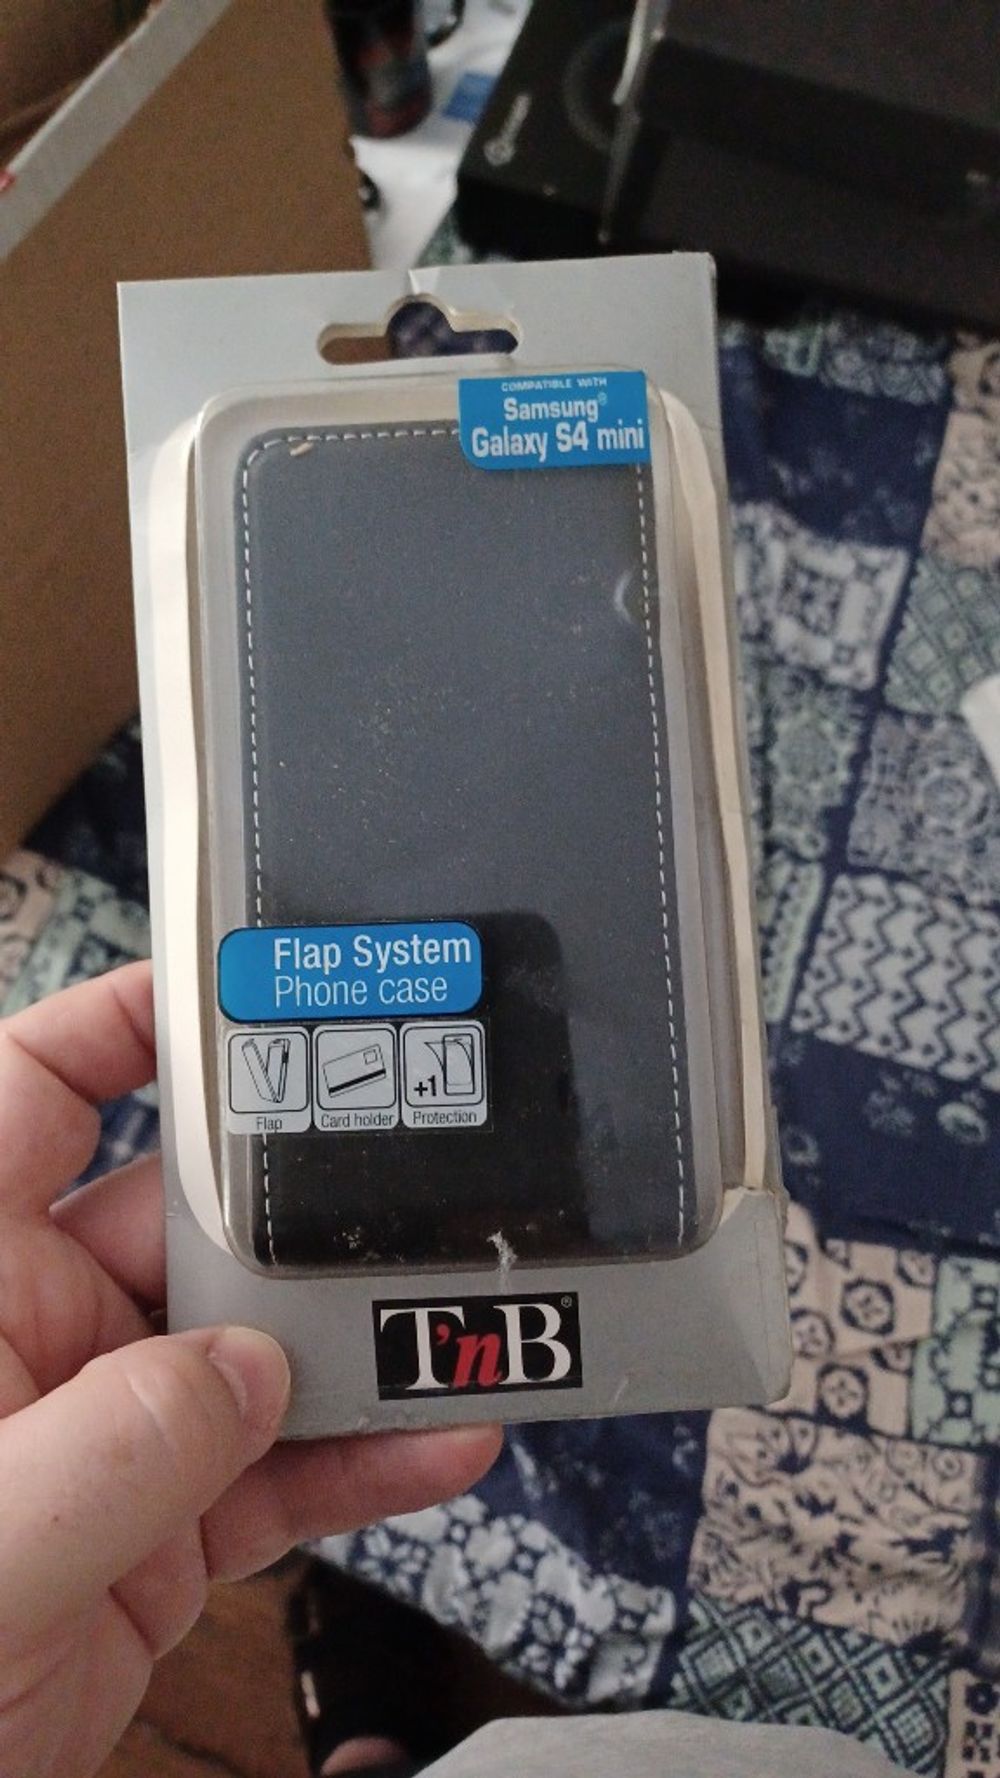 COMPATIBLE WITH
Samsung®
Galaxy S4 mini
Flap System
Phone case
+1
Flap
Card holder
Protection
T'nB®